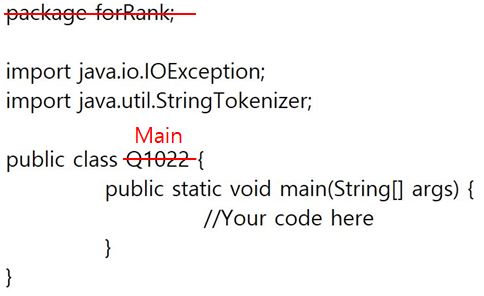 package forRank;
import java.io.IOException;
import java.util.StringTokenizer;
Main
public class Q1022 {
public static void main(String[] args) {
//Your code here
}
}